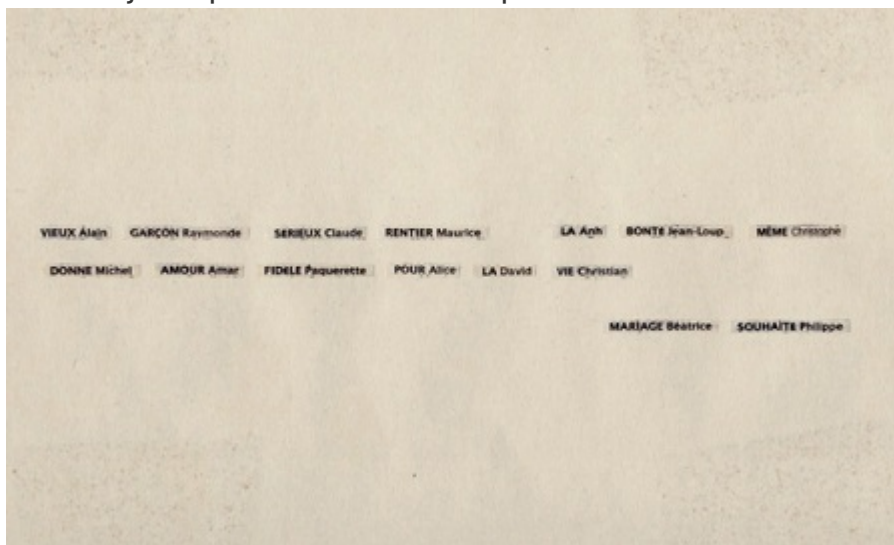 VIEUX Alain GARÇON Raymonde SERIEUX Claude RENTIER Maurice LA Anh BONTE Jean-Loup MÊME Christophe
DONNE Michel AMOUR Amar FIDELE Paquerette POUR Alice LA David VIE Christian
MARIAGE Béatrice SOUHAITE Philippe